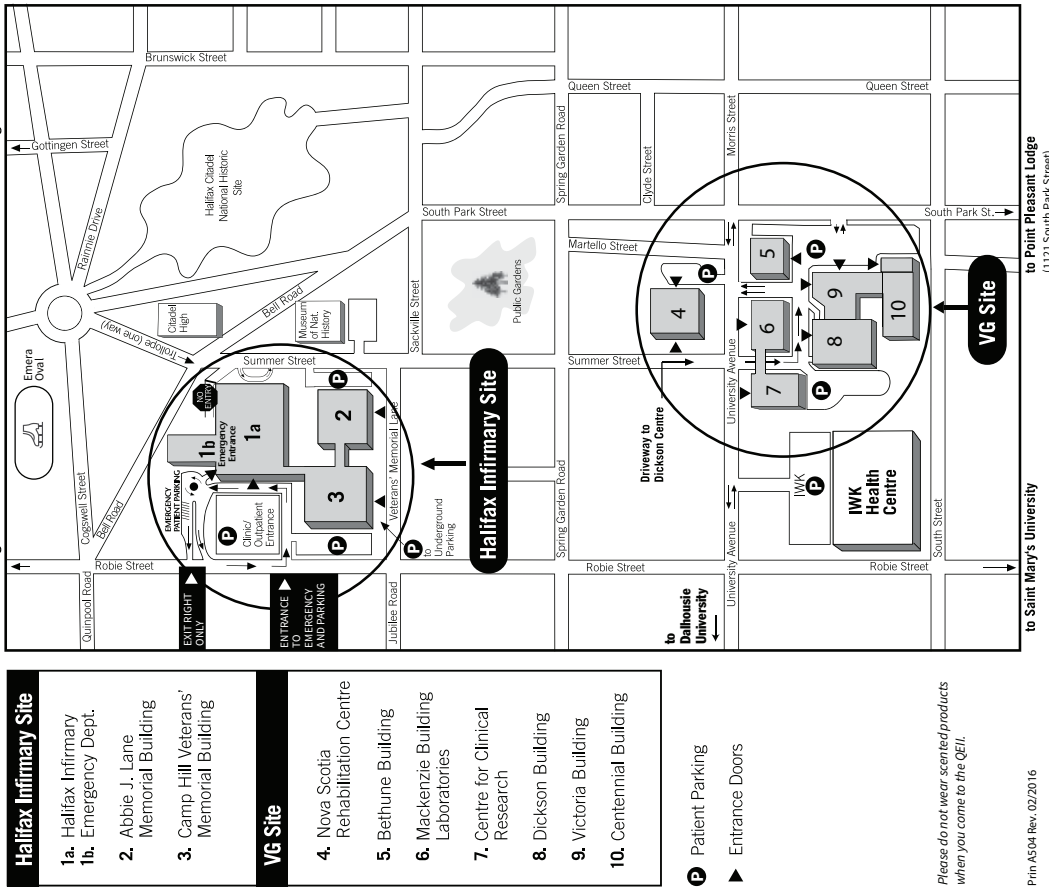 Halifax Infirmary Site
1a. Halifax Infirmary
1b. Emergency Dept.
2. Abbie J. Lane
Memorial Building
3. Camp Hill Veterans'
Memorial Building
VG Site
4. Nova Scotia
Rehabilitation Centre
5. Bethune Building
6. Mackenzie Building
Laboratories
7. Centre for Clinical
Research
8. Dickson Building
9. Victoria Building
10. Centennial Building
P Patient Parking
Entrance Doors
Please do not wear scented products
when you come to the QEII.
Prin A504 Rev. 02/2016
Gottingen Street
Brunswick Street
Rainnie Drive
Halifax Citadel
National Historic
Site
Emera
Oval
Cogswell Street
Trollope (one way)
Citadel
High
Bell Road
Museum
of Nat.
History
Bell Road
Summer Street
Sackville Street
South Park Street
Public Gardens
NO
ENTRY
1b
Emergency
Entrance
1a
2
3
P
EMERGENCY
PATIENT PARKING
P
Clinic/
Outpatient
Entrance
P
Veterans' Memorial Lane
P
to
Underground
Parking
Halifax Infirmary Site
Quinpool Road
Robie Street
EXIT RIGHT
ONLY
ENTRANCE
TO
EMERGENCY
AND PARKING
Jubilee Road
Spring Garden Road
Queen Street
Clyde Street
Morris Street
Queen Street
Martello Street
South Park St.
to Point Pleasant Lodge
(1121 South Park Street)
4
P
5
P
6
7
P
8
9
10
VG Site
Summer Street
University Avenue
Driveway to
Dickson Centre
Spring Garden Road
IWK
P
IWK
Health
Centre
South Street
Robie Street
University Avenue
Robie Street
to
Dalhousie
University
to Saint Mary's University